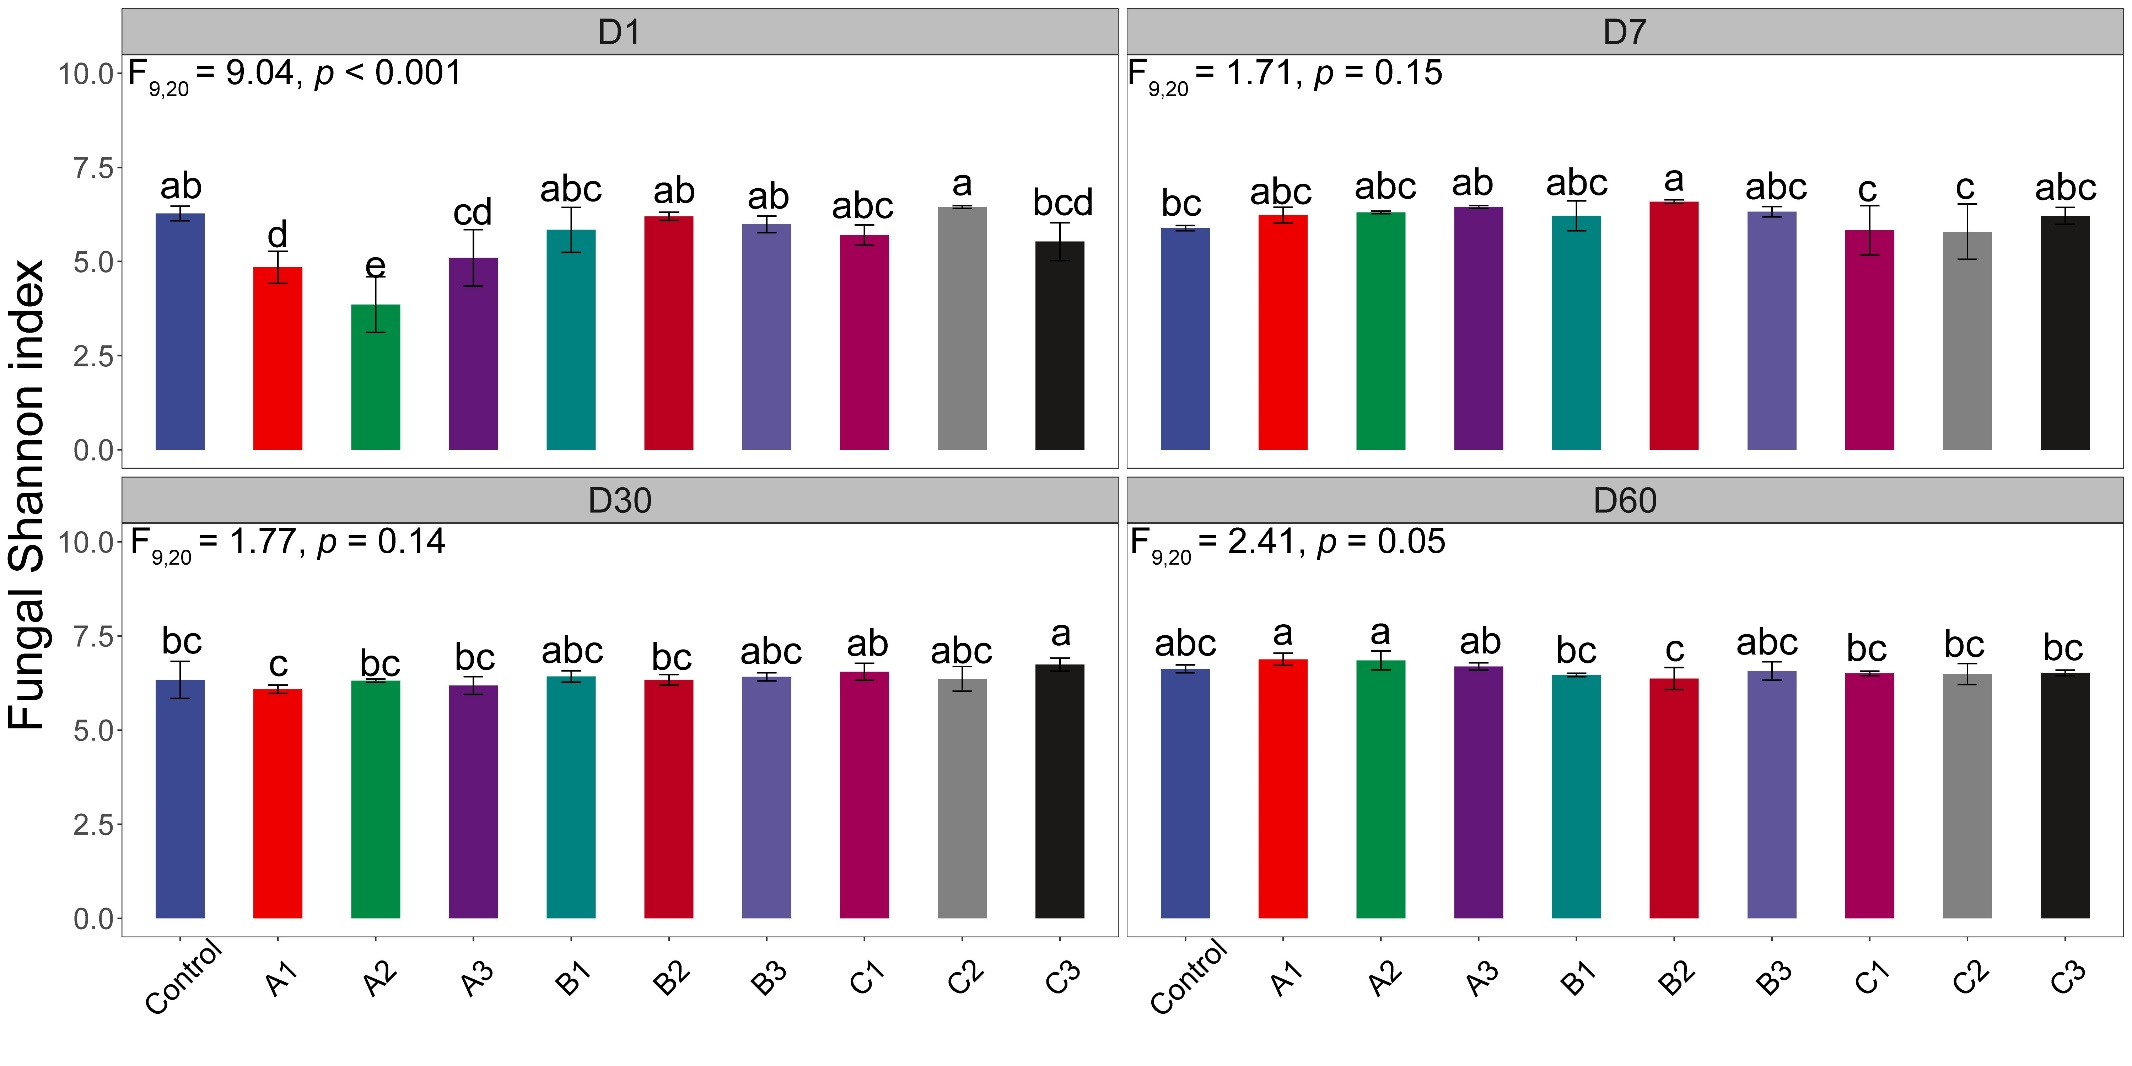 Fungal Shannon index
D1
F9,20 = 9.04, p < 0.001
10.0
7.5
5.0
2.5
0.0
ab d e cd abc ab ab abc a bcd
D7
F9,20 = 1.71, p = 0.15
bc abc abc ab abc a abc c c abc
D30
F9,20 = 1.77, p = 0.14
10.0
7.5
5.0
2.5
0.0
bc c bc bc abc bc abc ab abc a
Control A1 A2 A3 B1 B2 B3 C1 C2 C3
D60
F9,20 = 2.41, p = 0.05
abc a a ab bc c abc bc bc bc
Control A1 A2 A3 B1 B2 B3 C1 C2 C3